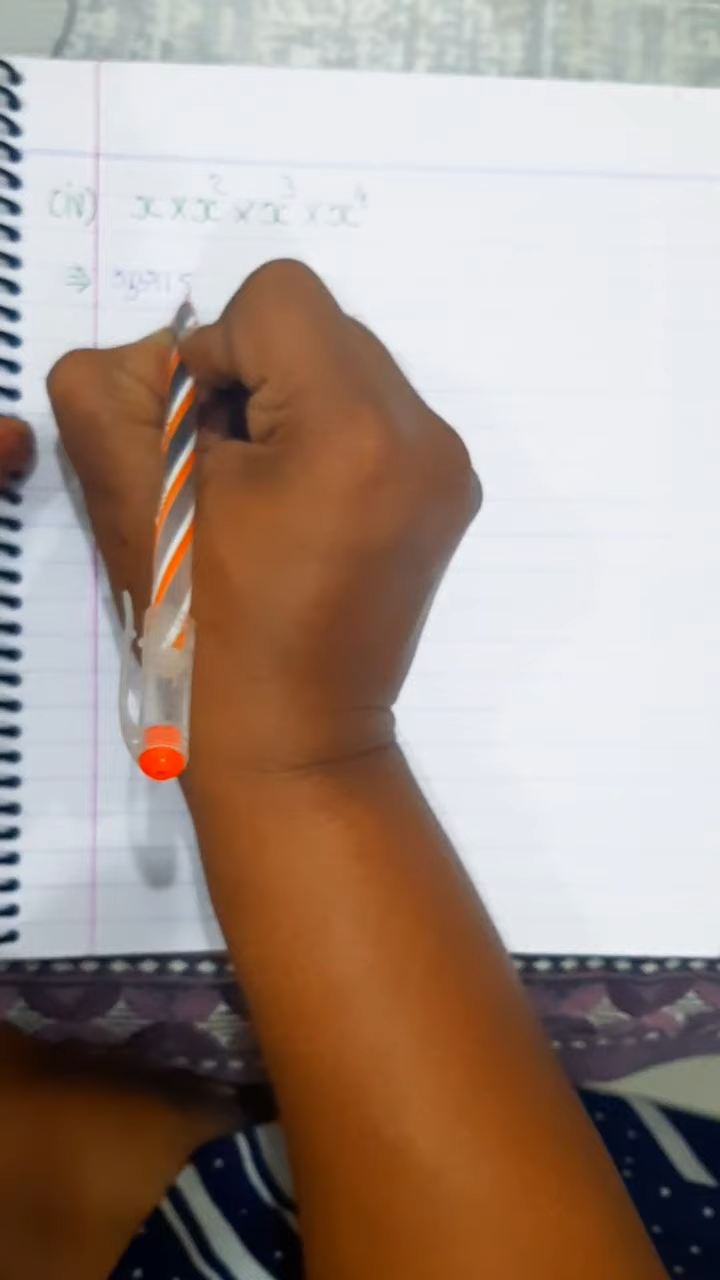 (iv) x × x² × x³ × x⁴
⇒